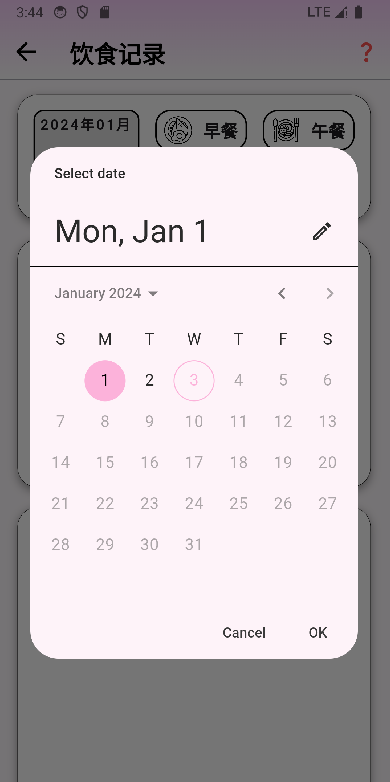 3:44 LTE
饮食记录 ?
2024年01月 早餐 午餐
Select date
Mon, Jan 1
January 2024
S M T W T F S
1 2 3 4 5 6
7 8 9 10 11 12 13
14 15 16 17 18 19 20
21 22 23 24 25 26 27
28 29 30 31
Cancel OK